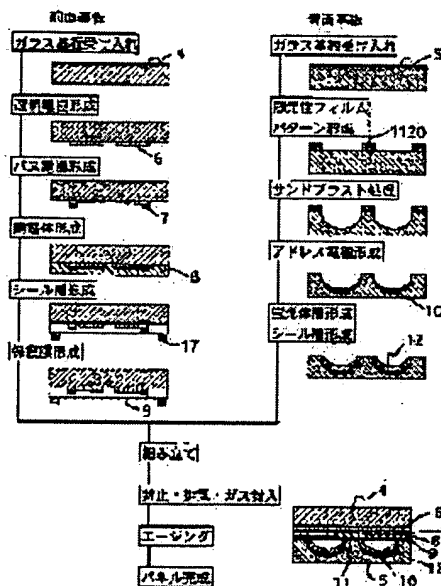 前面基板
ガラス基板受け入れ
4
透明電極形成
6
バス電極形成
7
誘電体形成
8
シール層形成
17
保護膜形成
9
背面基板
ガラス基板受け入れ
5
感光性フィルム
パターン形成
1120
サンドブラスト処理
アドレス電極形成
10
蛍光体層形成
シール層形成
12
組み立て
封止・排気・ガス封入
エージング
パネル完成
4
6
8
9
12
11
5
10